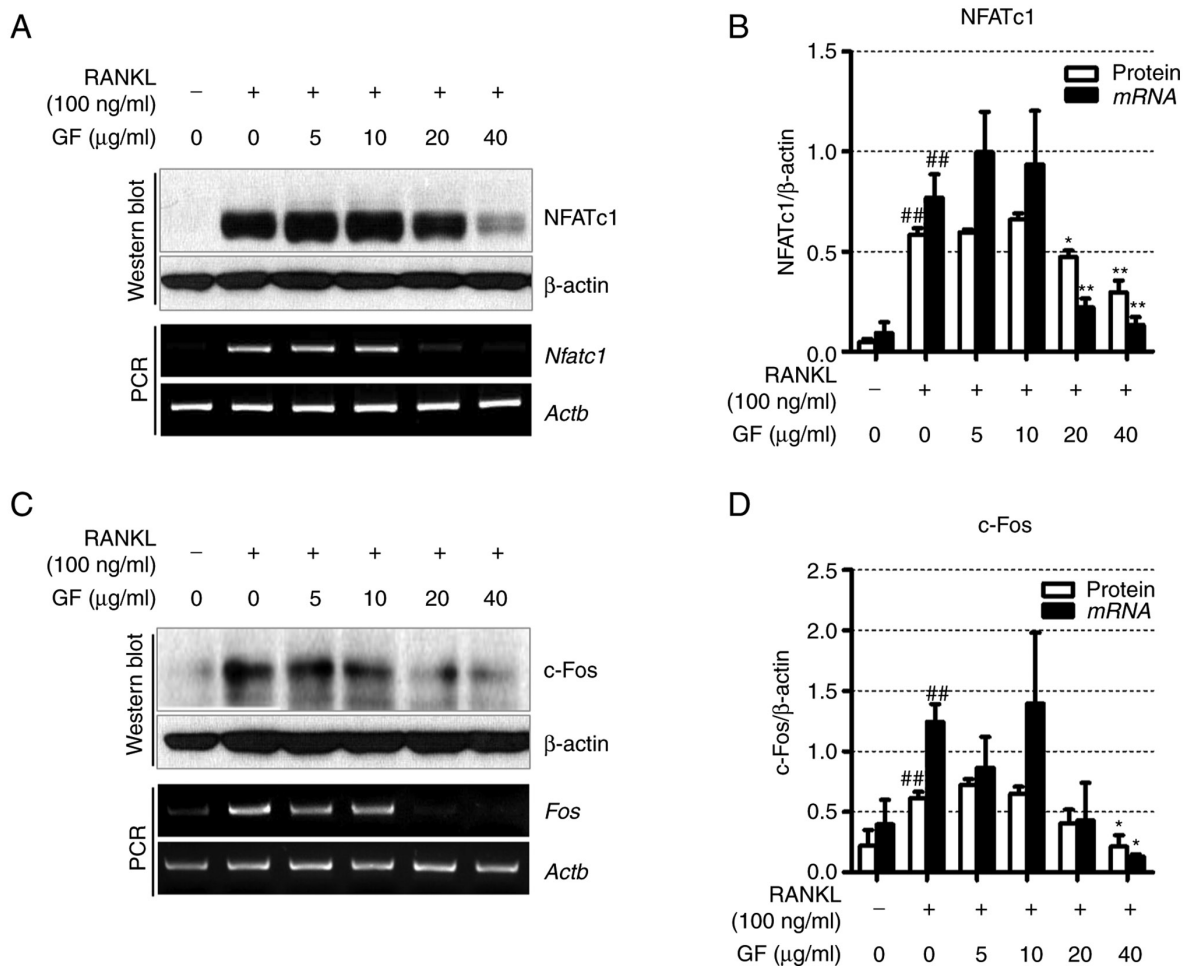 A
RANKL
(100 ng/ml)
− + + + + +
GF (μg/ml) 0 0 5 10 20 40
Western blot
NFATc1
β-actin
PCR
Nfatc1
Actb
B
NFATc1
1.5
1.0
0.5
0.0
NFATc1/β-actin
Protein
mRNA
##
##
*
**
**
**
RANKL
(100 ng/ml)
− + + + + +
GF (μg/ml) 0 0 5 10 20 40
C
RANKL
(100 ng/ml)
− + + + + +
GF (μg/ml) 0 0 5 10 20 40
Western blot
c-Fos
β-actin
PCR
Fos
Actb
D
c-Fos
2.5
2.0
1.5
1.0
0.5
0.0
c-Fos/β-actin
Protein
mRNA
##
##
*
*
RANKL
(100 ng/ml)
− + + + + +
GF (μg/ml) 0 0 5 10 20 40